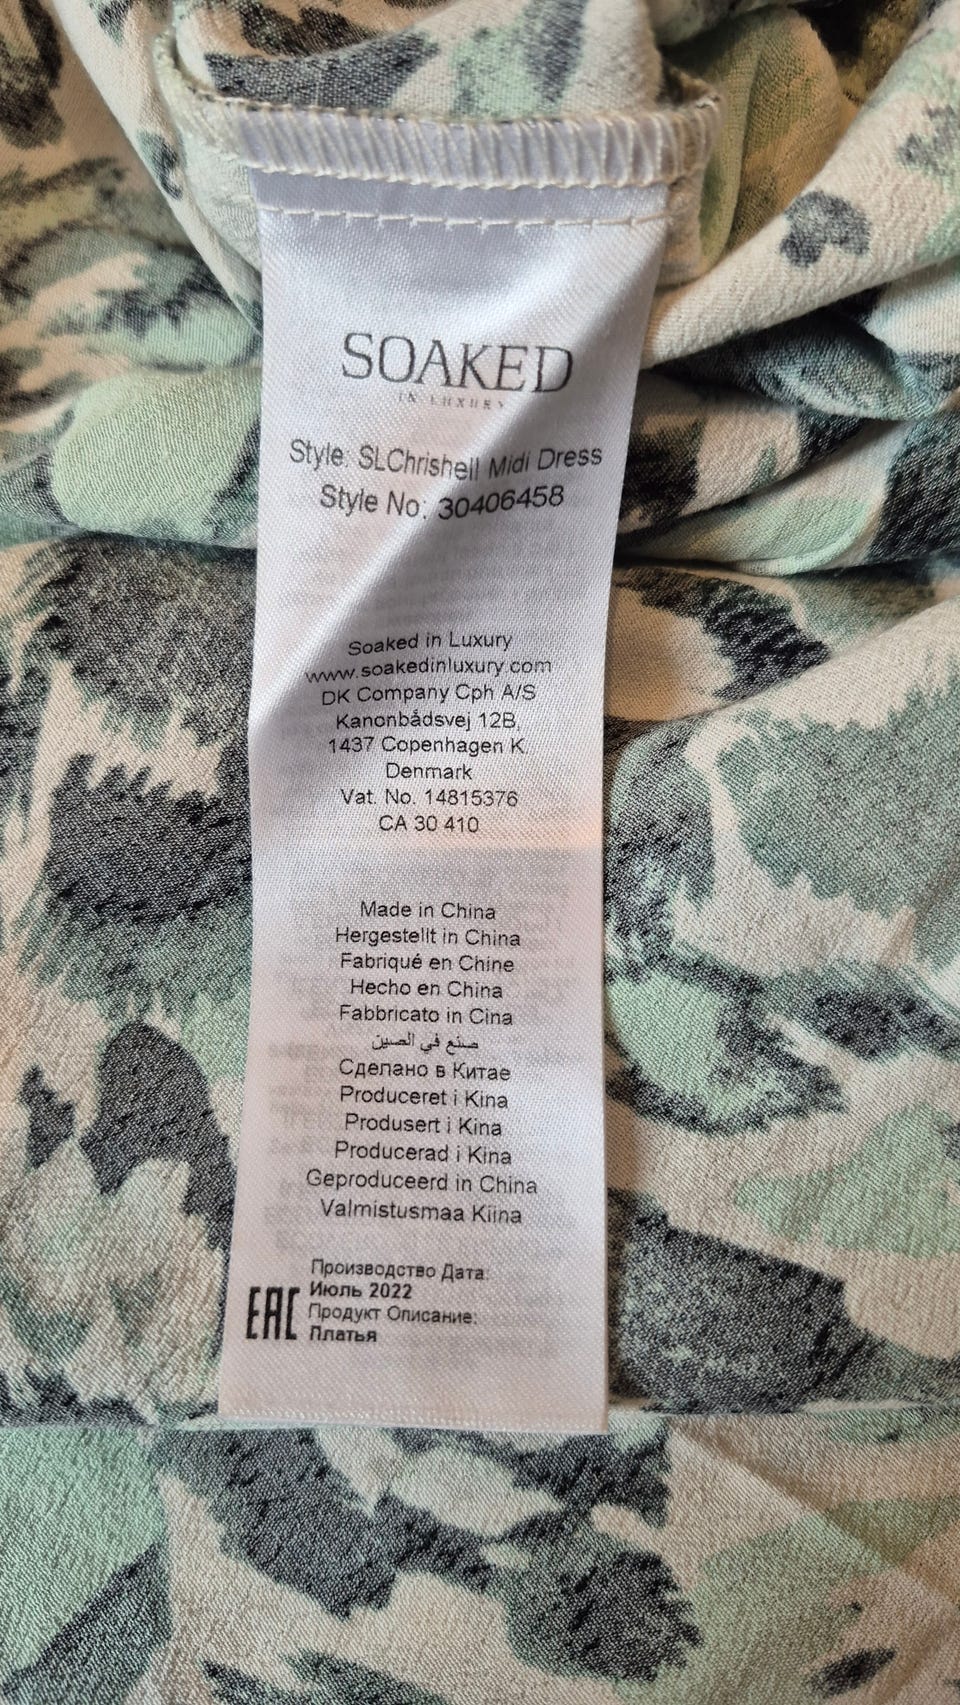 SOAKED
IN LUXURY
Style: SLChrishell Midi Dress
Style No: 30406458
Soaked in Luxury
www.soakedinluxury.com
DK Company Cph A/S
Kanonbådsvej 12B,
1437 Copenhagen K.
Denmark
Vat. No. 14815376
CA 30 410
Made in China
Hergestellt in China
Fabriqué en Chine
Hecho en China
Fabbricato in Cina
صنع في الصين
Сделано в Китае
Produceret i Kina
Produsert i Kina
Producerad i Kina
Geproduceerd in China
Valmistusmaa Kiina
Производство Дата:
Июль 2022
EAC Продукт Описание:
Платья